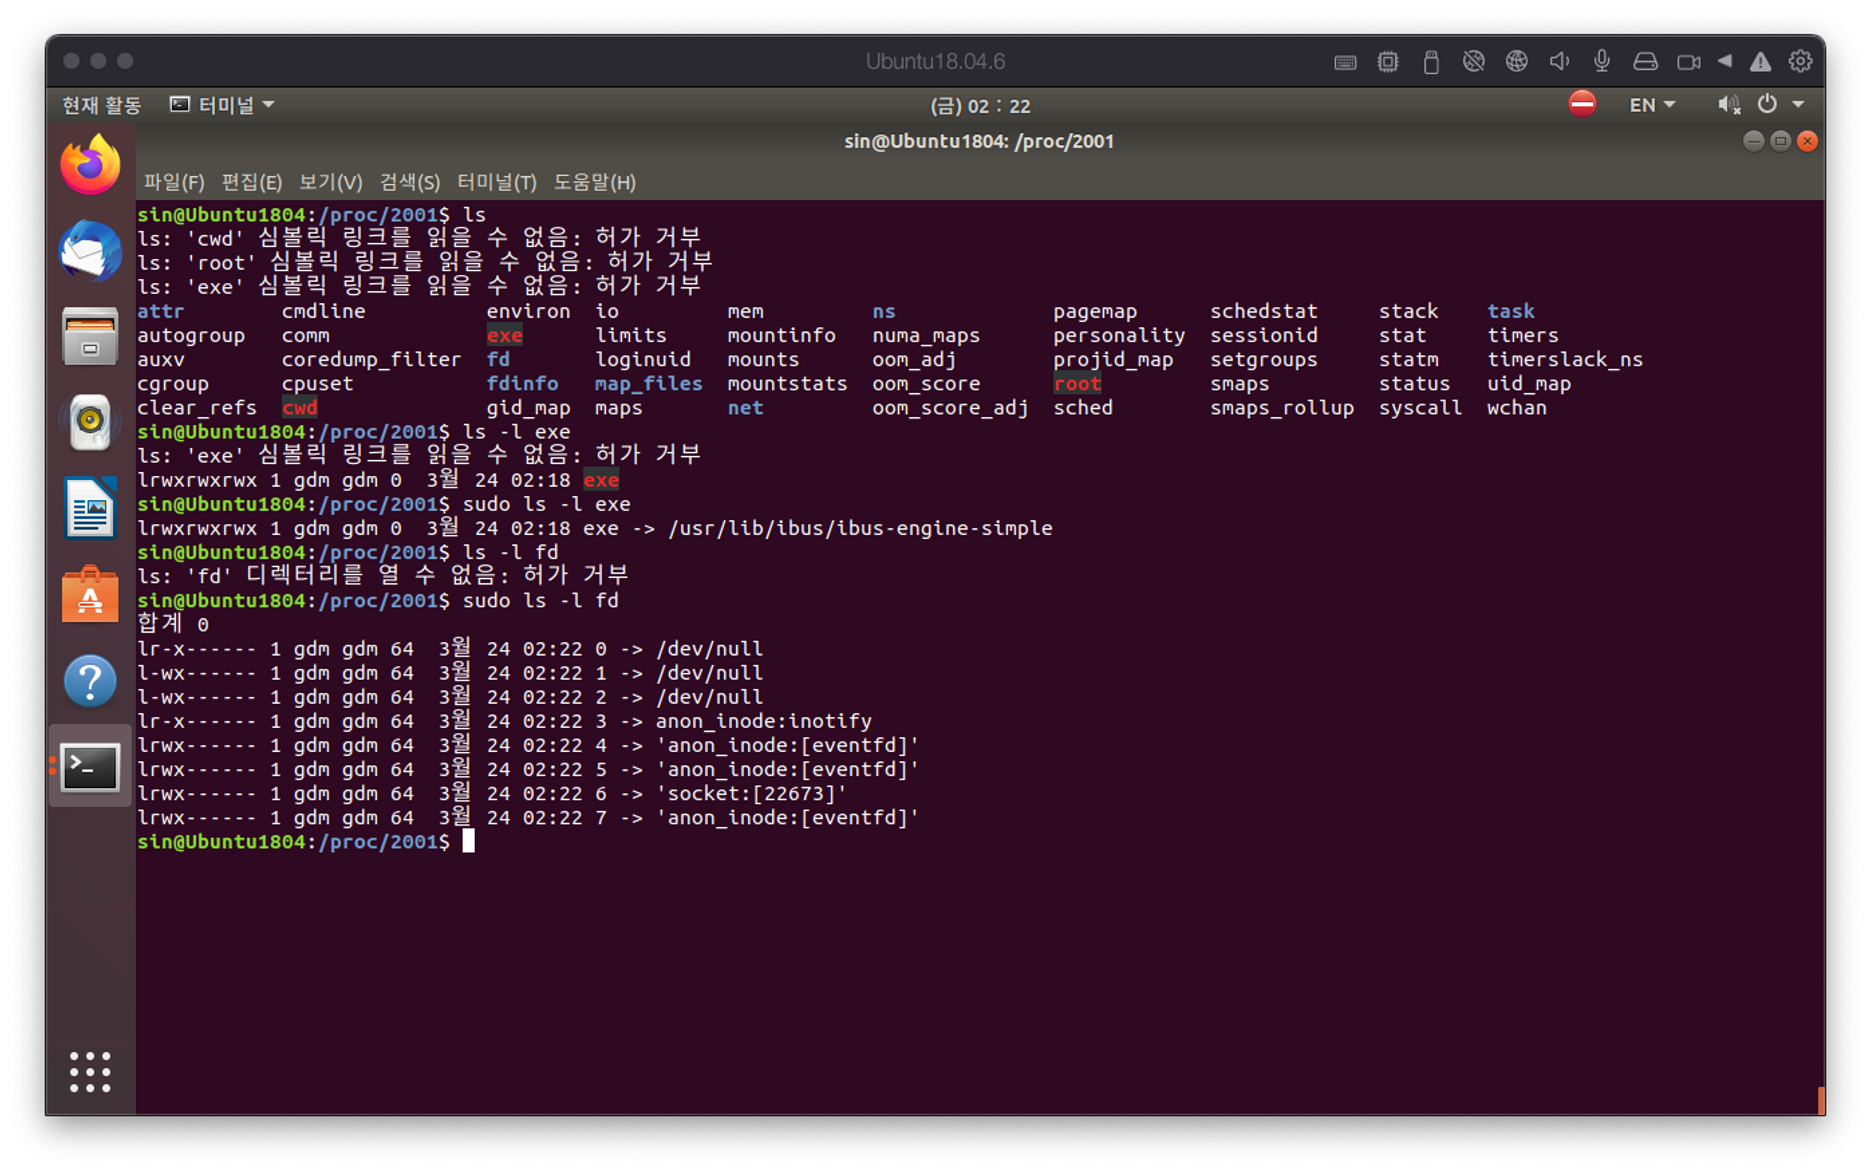 Ubuntu18.04.6
현재 활동 터미널 (금) 02 : 22 EN
sin@Ubuntu1804: /proc/2001
파일(F) 편집(E) 보기(V) 검색(S) 터미널(T) 도움말(H)
sin@Ubuntu1804:/proc/2001$ ls
ls: 'cwd' 심볼릭 링크를 읽을 수 없음: 허가 거부
ls: 'root' 심볼릭 링크를 읽을 수 없음: 허가 거부
ls: 'exe' 심볼릭 링크를 읽을 수 없음: 허가 거부
attr cmdline environ io mem ns pagemap schedstat stack task
autogroup comm exe limits mountinfo numa_maps personality sessionid stat timers
auxv coredump_filter fd loginuid mounts oom_adj projid_map setgroups statm timerslack_ns
cgroup cpuset fdinfo map_files mountstats oom_score root smaps status uid_map
clear_refs cwd gid_map maps net oom_score_adj sched smaps_rollup syscall wchan
sin@Ubuntu1804:/proc/2001$ ls -l exe
ls: 'exe' 심볼릭 링크를 읽을 수 없음: 허가 거부
lrwxrwxrwx 1 gdm gdm 0 3월 24 02:18 exe
sin@Ubuntu1804:/proc/2001$ sudo ls -l exe
lrwxrwxrwx 1 gdm gdm 0 3월 24 02:18 exe -> /usr/lib/ibus/ibus-engine-simple
sin@Ubuntu1804:/proc/2001$ ls -l fd
ls: 'fd' 디렉터리를 열 수 없음: 허가 거부
sin@Ubuntu1804:/proc/2001$ sudo ls -l fd
합계 0
lr-x------ 1 gdm gdm 64 3월 24 02:22 0 -> /dev/null
l-wx------ 1 gdm gdm 64 3월 24 02:22 1 -> /dev/null
l-wx------ 1 gdm gdm 64 3월 24 02:22 2 -> /dev/null
lr-x------ 1 gdm gdm 64 3월 24 02:22 3 -> anon_inode:inotify
lrwx------ 1 gdm gdm 64 3월 24 02:22 4 -> 'anon_inode:[eventfd]'
lrwx------ 1 gdm gdm 64 3월 24 02:22 5 -> 'anon_inode:[eventfd]'
lrwx------ 1 gdm gdm 64 3월 24 02:22 6 -> 'socket:[22673]'
lrwx------ 1 gdm gdm 64 3월 24 02:22 7 -> 'anon_inode:[eventfd]'
sin@Ubuntu1804:/proc/2001$